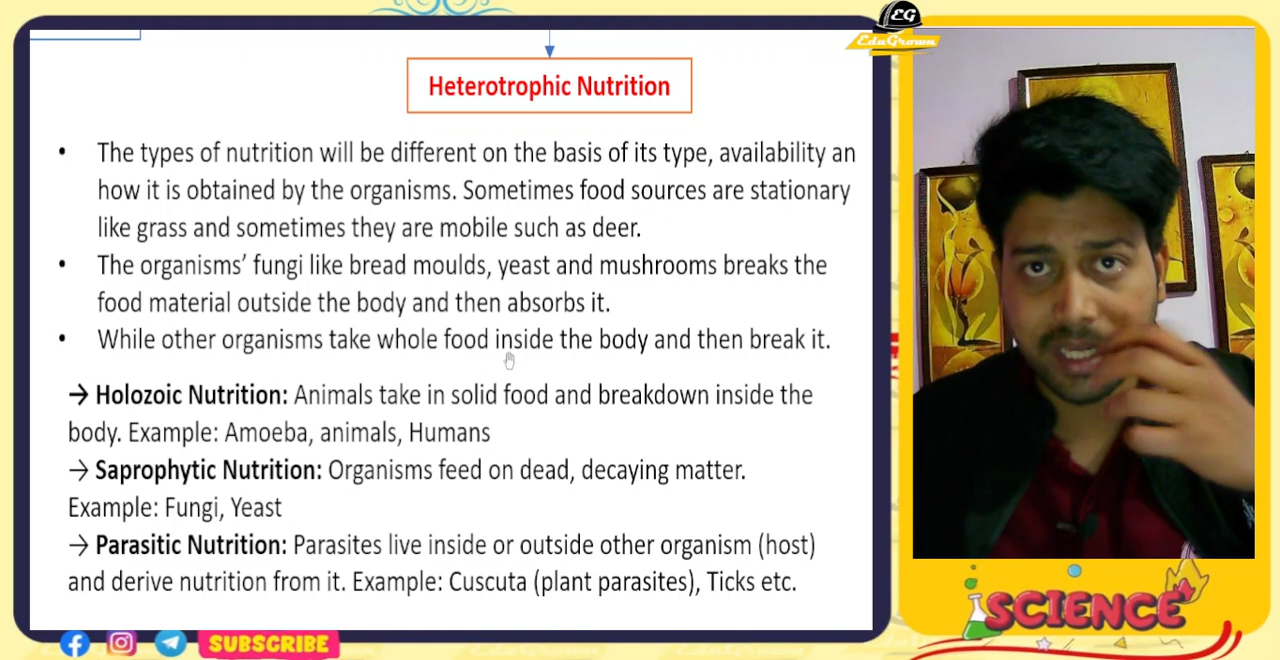 EG
EduGrown
Heterotrophic Nutrition
• The types of nutrition will be different on the basis of its type, availability an
how it is obtained by the organisms. Sometimes food sources are stationary
like grass and sometimes they are mobile such as deer.
• The organisms’ fungi like bread moulds, yeast and mushrooms breaks the
food material outside the body and then absorbs it.
• While other organisms take whole food inside the body and then break it.
→ Holozoic Nutrition: Animals take in solid food and breakdown inside the
body. Example: Amoeba, animals, Humans
→ Saprophytic Nutrition: Organisms feed on dead, decaying matter.
Example: Fungi, Yeast
→ Parasitic Nutrition: Parasites live inside or outside other organism (host)
and derive nutrition from it. Example: Cuscuta (plant parasites), Ticks etc.
SUBSCRIBE
SCIENCE